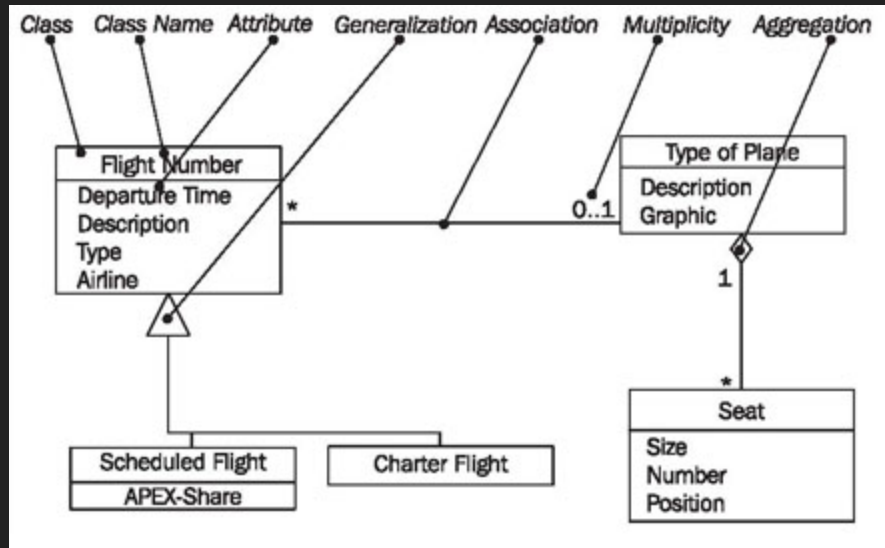 Class Class Name Attribute Generalization Association Multiplicity Aggregation
Flight Number
Departure Time
Description
Type
Airline
*
0..1
Type of Plane
Description
Graphic
1
*
Seat
Size
Number
Position
Scheduled Flight
APEX-Share
Charter Flight